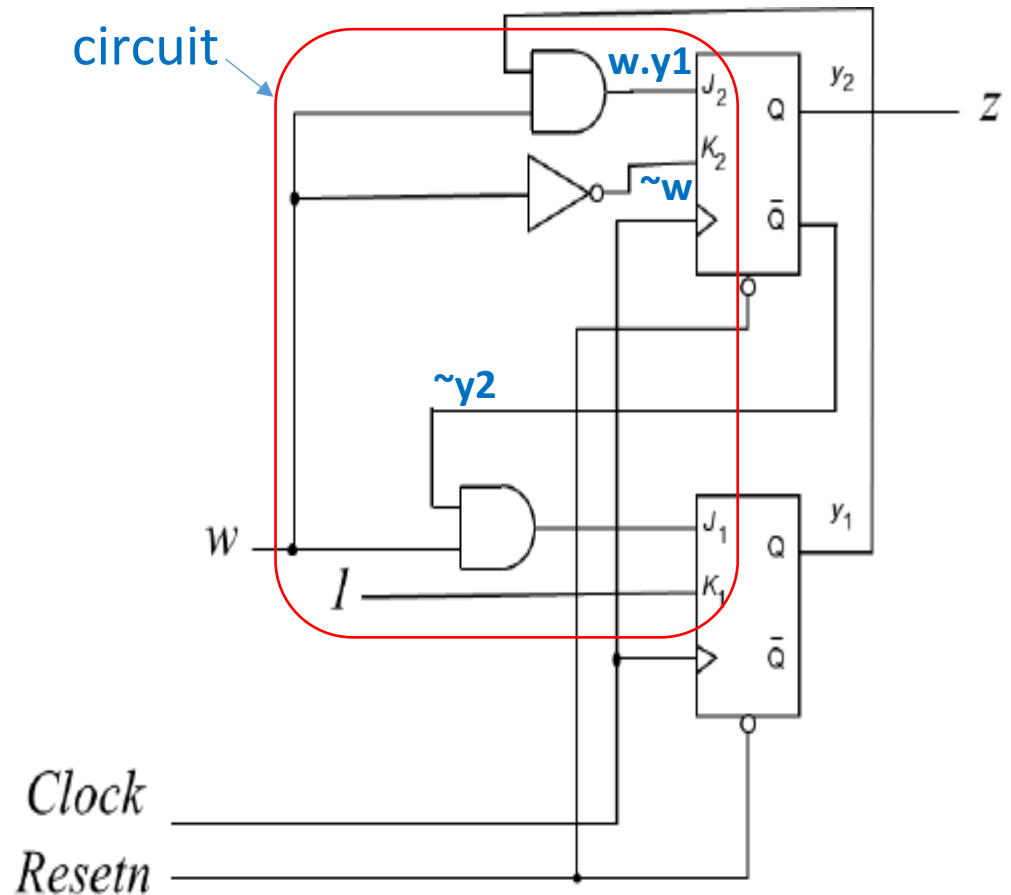 circuit
w.y1
J2
K2
~w
Q
y2
z
Q̄
~y2
w
1
J1
K1
Q
y1
Q̄
Clock
Resetn